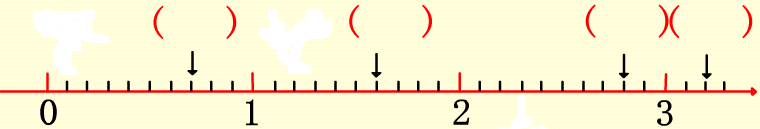 (　　) (　　) (　　)(　　)
0 1 2 3